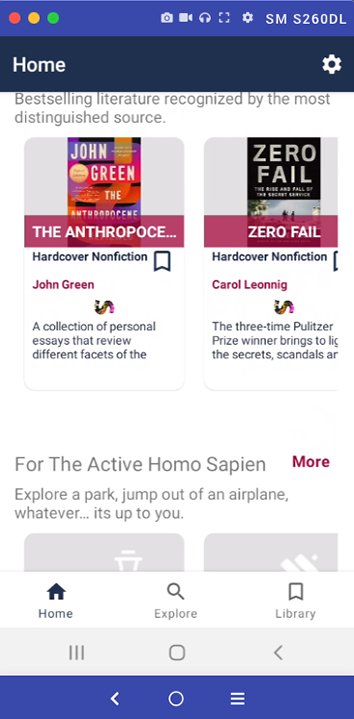 SM S260DL
Home
Bestselling literature recognized by the most
distinguished source.
JOHN
GREEN
THE
ANTHROPOCENE
THE ANTHROPOCE...
Hardcover Nonfiction
John Green
A collection of personal
essays that review
different facets of the
ZERO
FAIL
THE RISE AND FALL OF
THE SECRET SERVICE
ZERO FAIL
Hardcover Nonfiction
Carol Leonnig
The three-time Pulitzer
Prize winner brings to lig
the secrets, scandals an
For The Active Homo Sapien
More
Explore a park, jump out of an airplane,
whatever… its up to you.
Home
Explore
Library